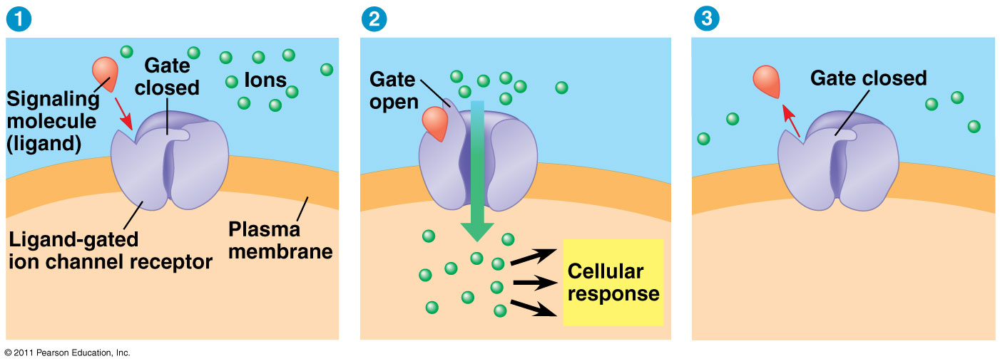 1
Signaling
molecule
(ligand)
Gate
closed
Ions
Ligand-gated
ion channel receptor
Plasma
membrane
2
Gate
open
Cellular
response
3
Gate closed
© 2011 Pearson Education, Inc.